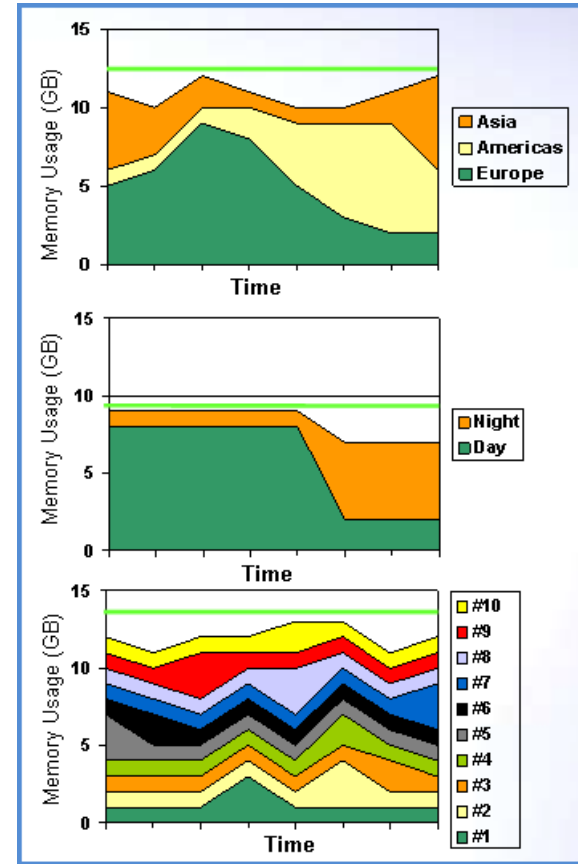 15
10
5
0
Memory Usage (GB)
Time
Asia
Americas
Europe
15
10
5
0
Memory Usage (GB)
Time
Night
Day
15
10
5
0
Memory Usage (GB)
Time
#10
#9
#8
#7
#6
#5
#4
#3
#2
#1